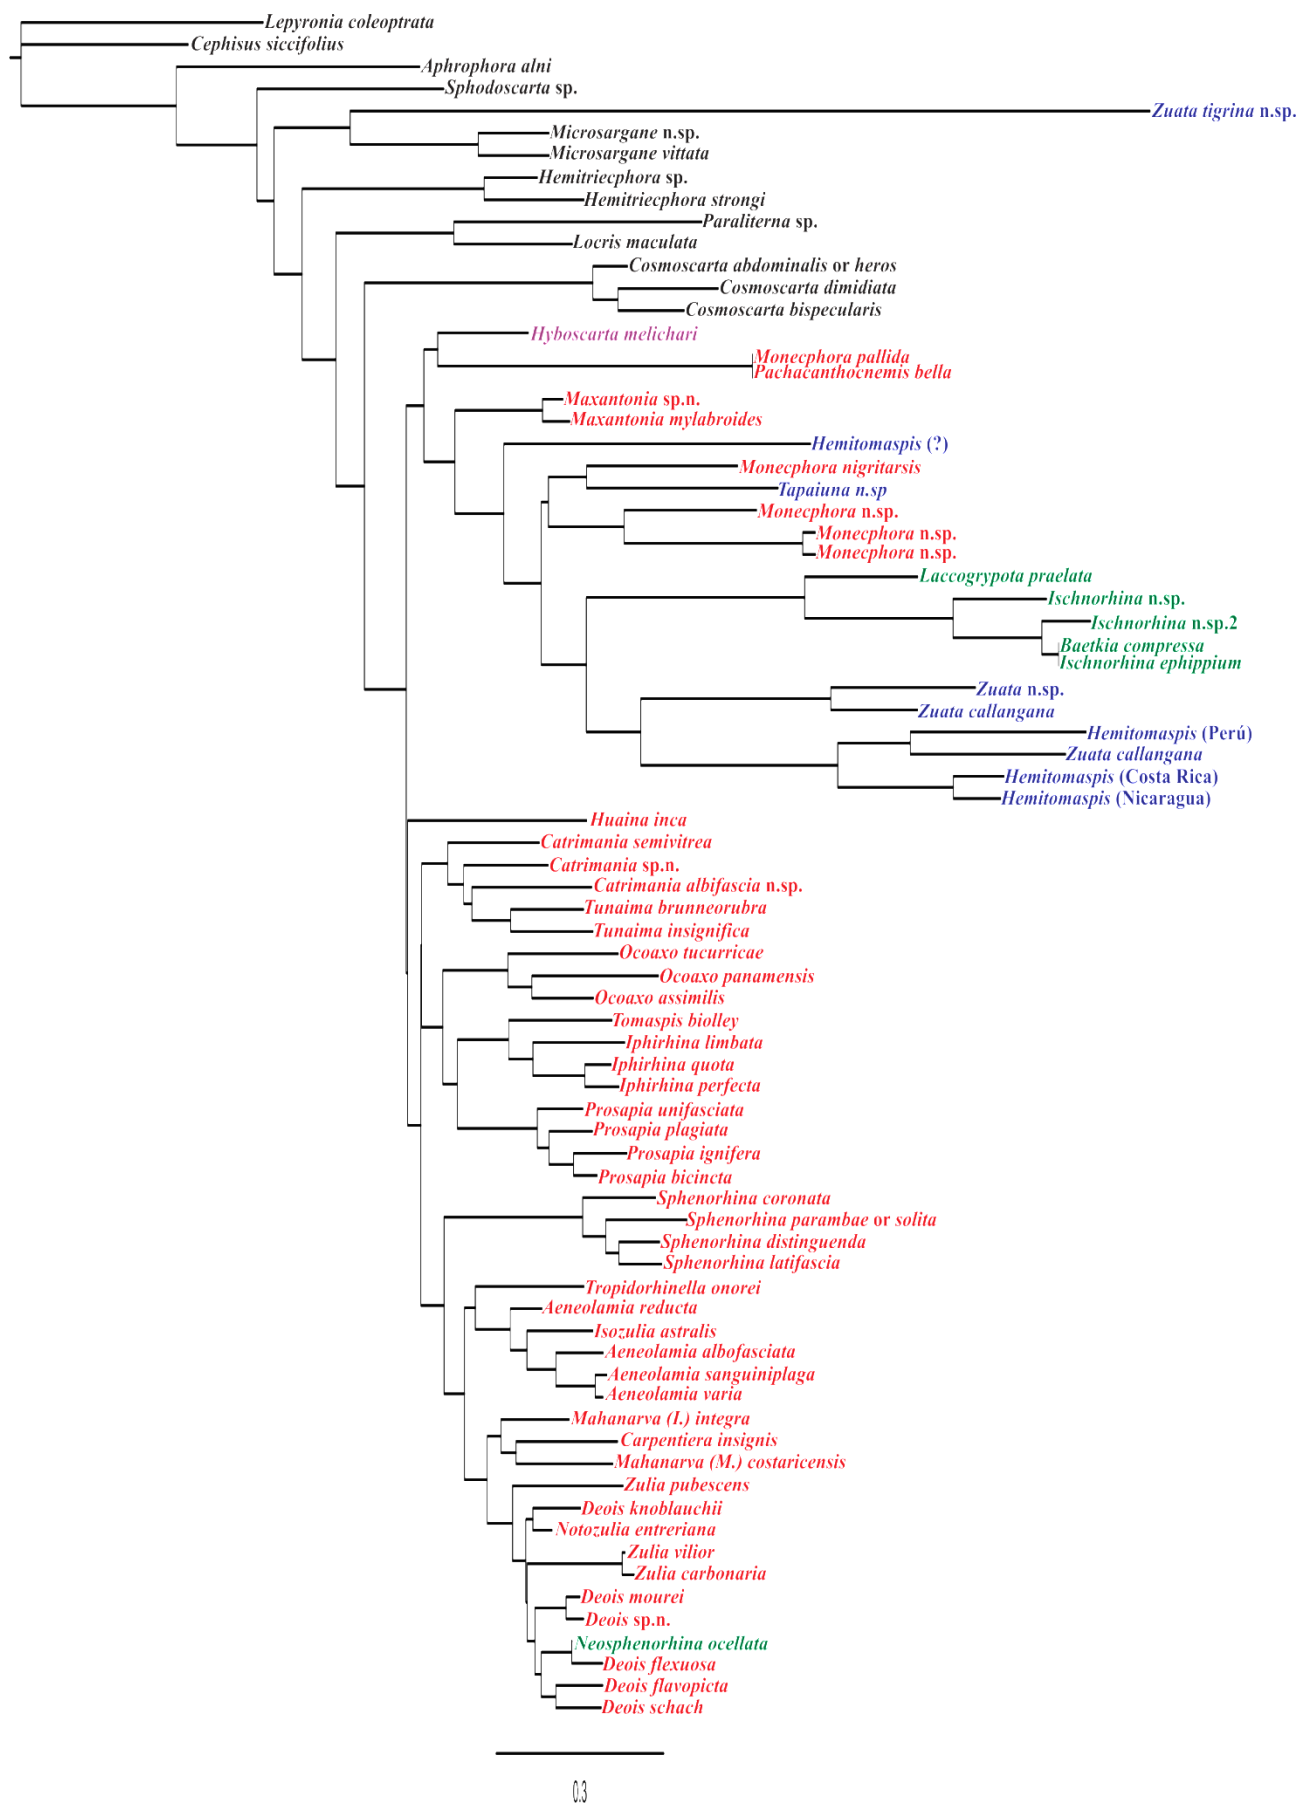 Lepyronia coleoptrata
Cephisus siccifolius
Aphrophora alni
Sphodoscarta sp.
Zuata tigrina n.sp.
Microsargane n.sp.
Microsargane vittata
Hemitriecphora sp.
Hemitriecphora strongi
Paraliterna sp.
Locris maculata
Cosmoscarta abdominalis or heros
Cosmoscarta dimidiata
Cosmoscarta bispecularis
Hyboscarta melichari
Monecphora pallida
Pachacanthocnemis bella
Maxantonia sp.n.
Maxantonia mylabroides
Hemitomaspis (?)
Monecphora nigritarsis
Tapaiuna n.sp
Monecphora n.sp.
Monecphora n.sp.
Monecphora n.sp.
Laccogrypota praelata
Ischnorhina n.sp.
Ischnorhina n.sp.2
Baetkia compressa
Ischnorhina ephippium
Zuata n.sp.
Zuata callangana
Hemitomaspis (Perú)
Zuata callangana
Hemitomaspis (Costa Rica)
Hemitomaspis (Nicaragua)
Huaina inca
Catrimania semivitrea
Catrimania sp.n.
Catrimania albifascia n.sp.
Tunaima brunneorubra
Tunaima insignifica
Ocoaxo tucurricae
Ocoaxo panamensis
Ocoaxo assimilis
Tomaspis biolley
Iphirhina limbata
Iphirhina quota
Iphirhina perfecta
Prosapia unifasciata
Prosapia plagiata
Prosapia ignifera
Prosapia bicincta
Sphenorhina coronata
Sphenorhina parambae or solita
Sphenorhina distinguenda
Sphenorhina latifascia
Tropidorhinella onorei
Aeneolamia reducta
Isozulia astralis
Aeneolamia albofasciata
Aeneolamia sanguiniplaga
Aeneolamia varia
Mahanarva (I.) integra
Carpentiera insignis
Mahanarva (M.) costaricensis
Zulia pubescens
Deois knoblauchii
Notozulia entreriana
Zulia vilior
Zulia carbonaria
Deois mourei
Deois sp.n.
Neosphenorhina ocellata
Deois flexuosa
Deois flavopicta
Deois schach
0.3